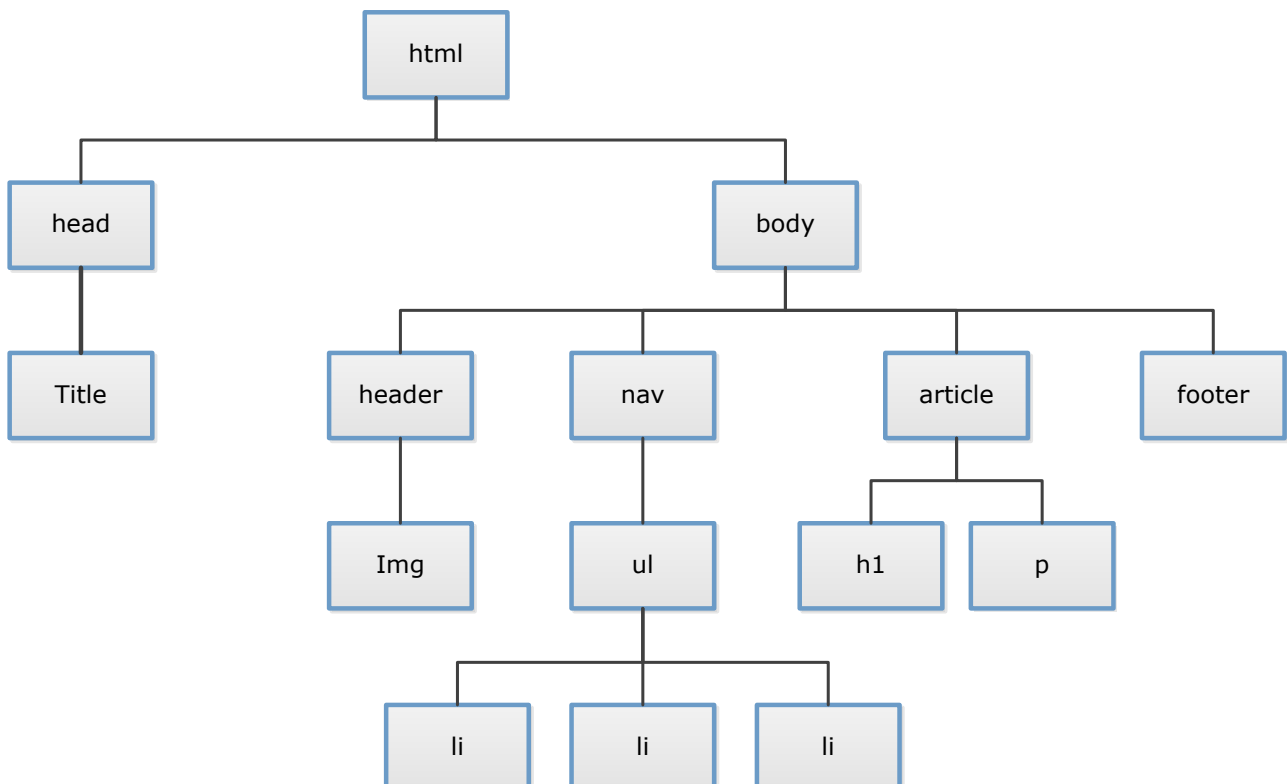 html
head
body
Title
header
nav
article
footer
Img
ul
h1
p
li
li
li